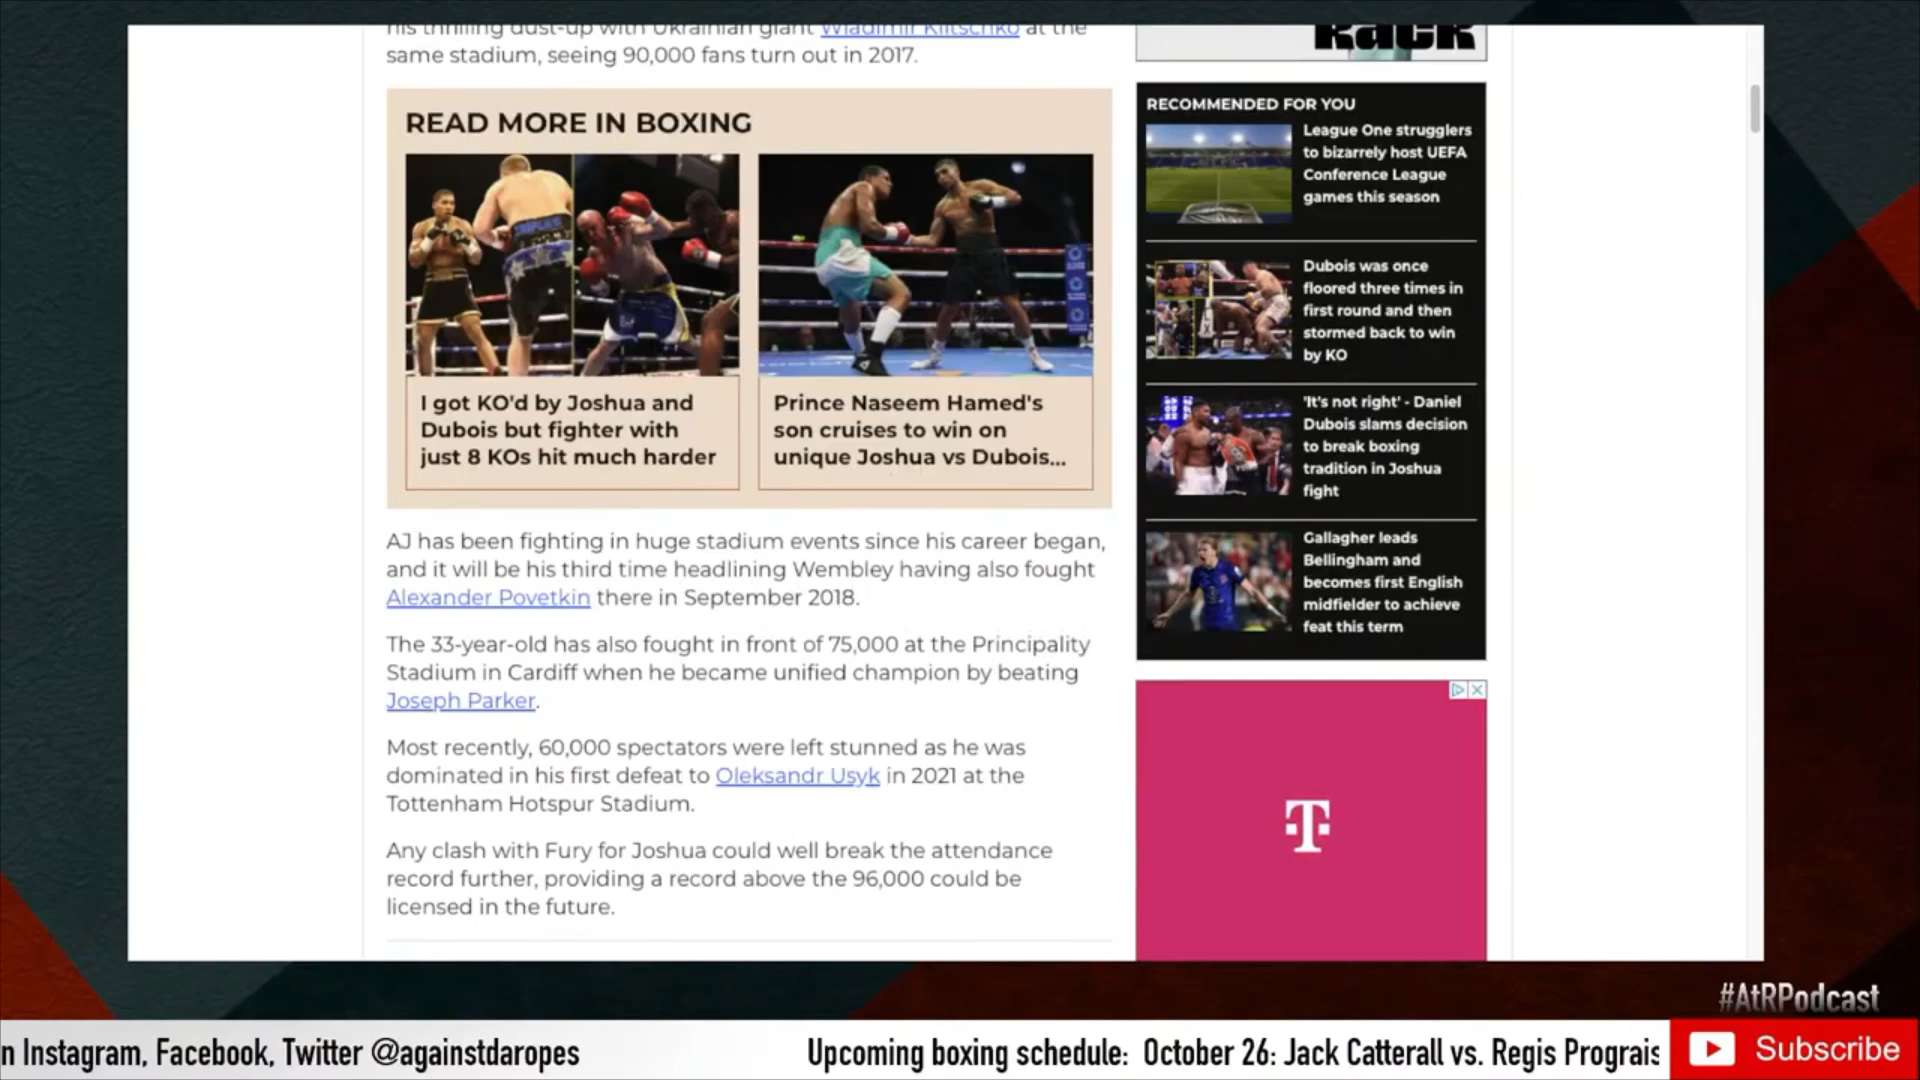 his thrilling dust-up with Ukrainian giant Wladimir Klitschko at the
same stadium, seeing 90,000 fans turn out in 2017.
READ MORE IN BOXING
I got KO'd by Joshua and
Dubois but fighter with
just 8 KOs hit much harder
Prince Naseem Hamed's
son cruises to win on
unique Joshua vs Dubois...
AJ has been fighting in huge stadium events since his career began,
and it will be his third time headlining Wembley having also fought
Alexander Povetkin there in September 2018.
The 33-year-old has also fought in front of 75,000 at the Principality
Stadium in Cardiff when he became unified champion by beating
Joseph Parker.
Most recently, 60,000 spectators were left stunned as he was
dominated in his first defeat to Oleksandr Usyk in 2021 at the
Tottenham Hotspur Stadium.
Any clash with Fury for Joshua could well break the attendance
record further, providing a record above the 96,000 could be
licensed in the future.
RECOMMENDED FOR YOU
League One strugglers
to bizarrely host UEFA
Conference League
games this season
Dubois was once
floored three times in
first round and then
stormed back to win
by KO
'It's not right' - Daniel
Dubois slams decision
to break boxing
tradition in Joshua
fight
Gallagher leads
Bellingham and
becomes first English
midfielder to achieve
feat this term
T
#AtRPodcast
n Instagram, Facebook, Twitter @againstdaropes
Upcoming boxing schedule: October 26: Jack Catterall vs. Regis Prograis
Subscribe